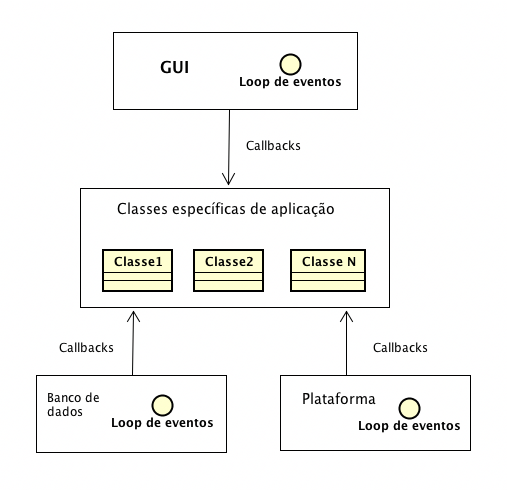 GUI
Loop de eventos
Callbacks
Classes específicas de aplicação
Classe1
Classe2
Classe N
Callbacks
Callbacks
Banco de
dados
Loop de eventos
Plataforma
Loop de eventos